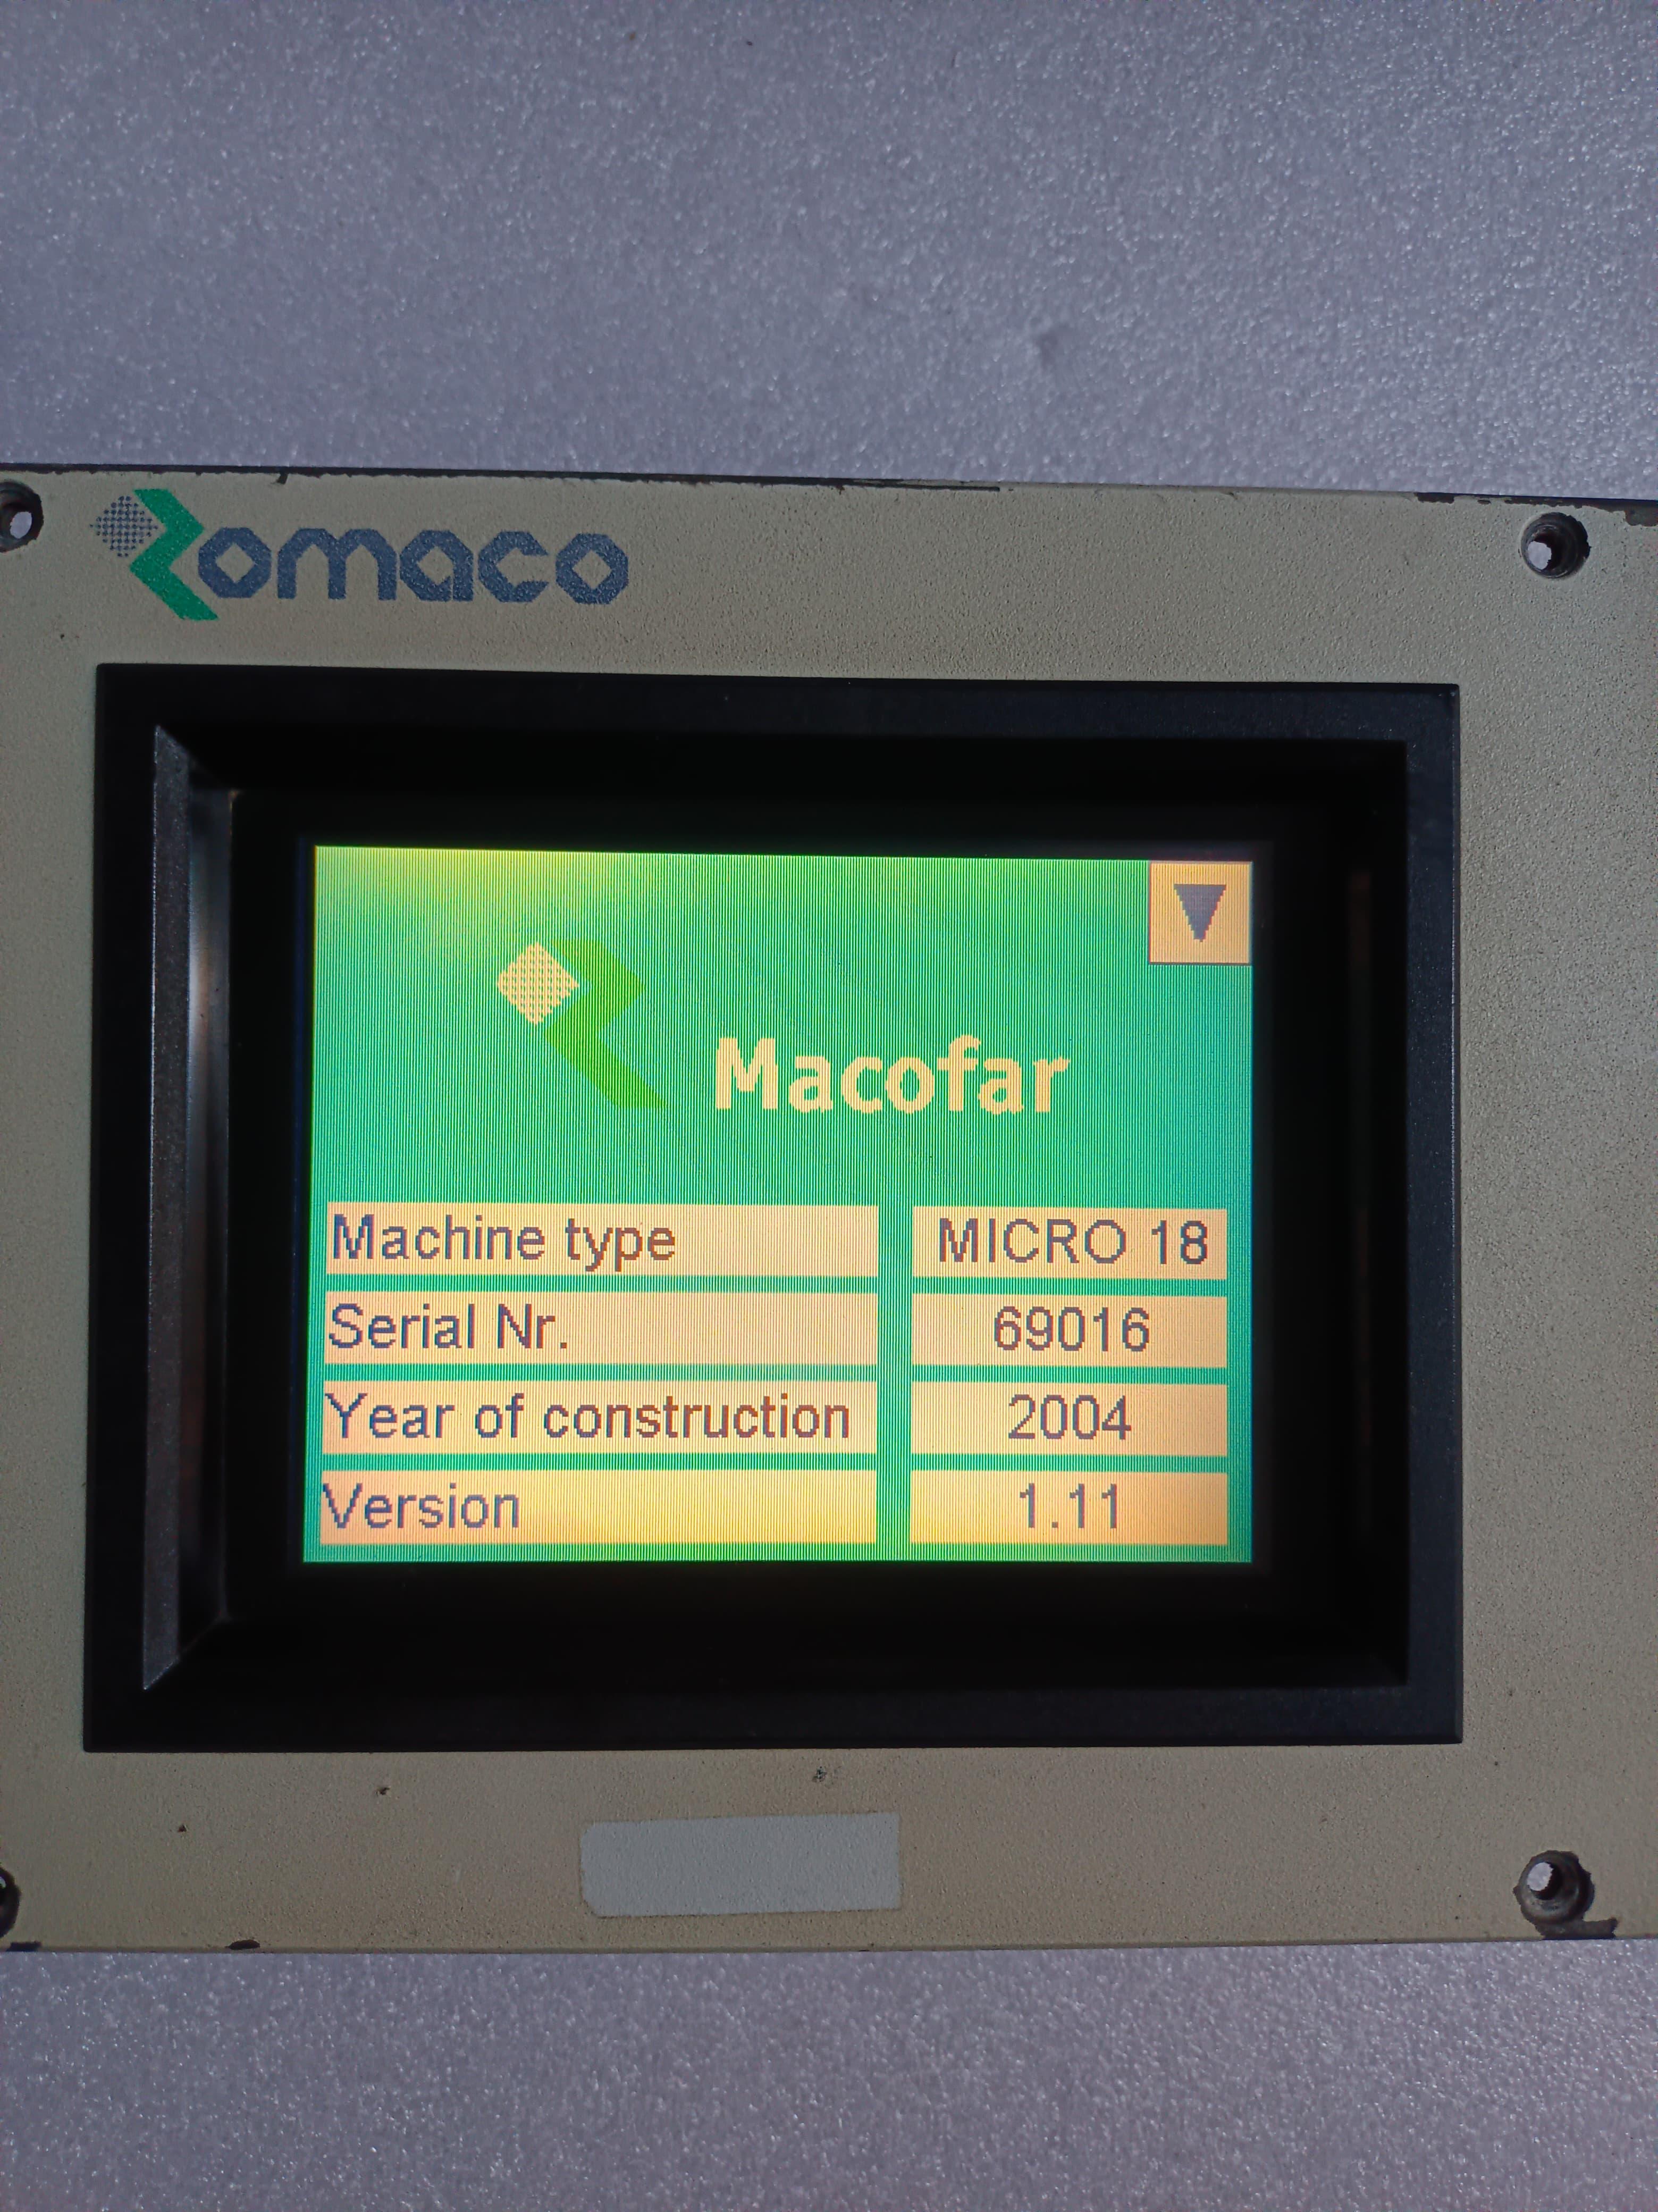 Romaco
Macofar
Machine type MICRO 18
Serial Nr. 69016
Year of construction 2004
Version 1.11